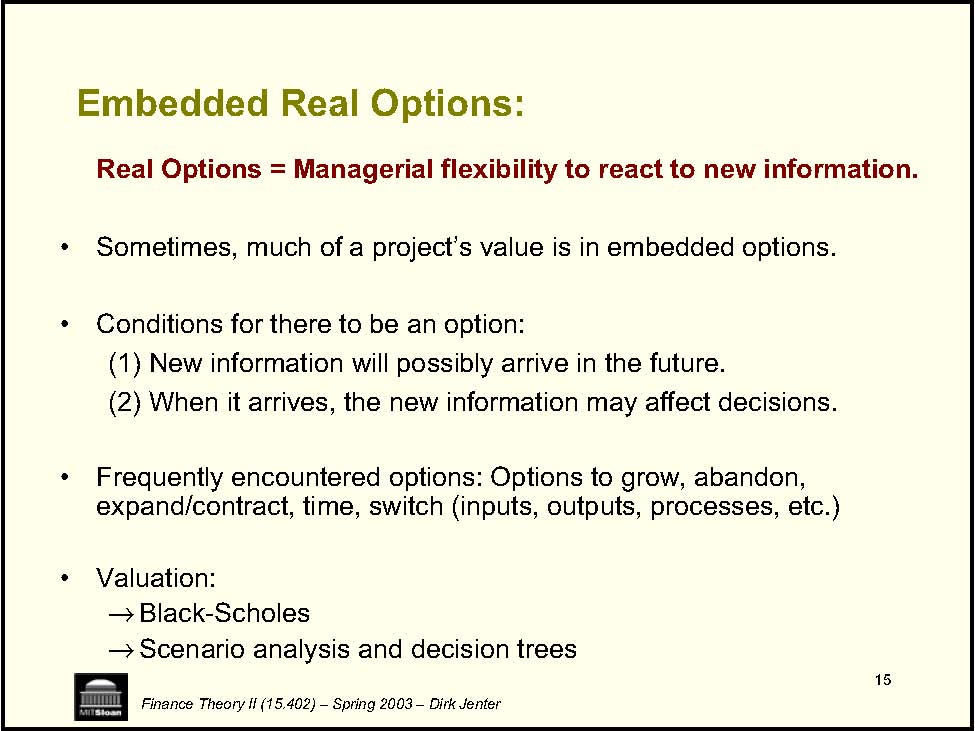 Embedded Real Options:
Real Options = Managerial flexibility to react to new information.
• Sometimes, much of a project’s value is in embedded options.
• Conditions for there to be an option:
(1) New information will possibly arrive in the future.
(2) When it arrives, the new information may affect decisions.
• Frequently encountered options: Options to grow, abandon,
expand/contract, time, switch (inputs, outputs, processes, etc.)
• Valuation:
→ Black-Scholes
→ Scenario analysis and decision trees
15
MITSloan
Finance Theory II (15.402) – Spring 2003 – Dirk Jenter